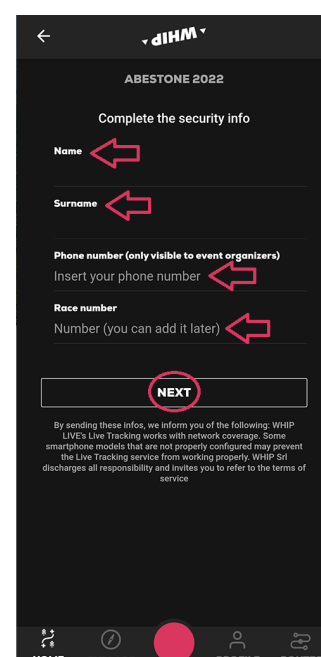 WHIP
ABESTONE 2022
Complete the security info
Name
Surname
Phone number (only visible to event organizers)
Insert your phone number
Race number
Number (you can add it later)
NEXT
By sending these infos, we inform you of the following: WHIP
LIVE's Live Tracking works with network coverage. Some
smartphone models that are not properly configured may prevent
the Live Tracking service from working properly. WHIP Srl
discharges all responsibility and invites you to refer to the terms of
service
HOME